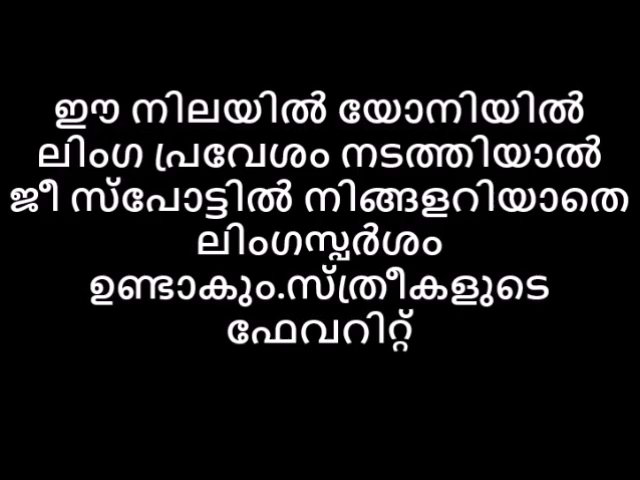 ഈ നിലയിൽ യോനിയിൽ
ലിംഗ പ്രവേശം നടത്തിയാൽ
ജീ സ്പോട്ടിൽ നിങ്ങളറിയാതെ
ലിംഗസ്പർശം
ഉണ്ടാകും.സ്ത്രീകളുടെ
ഫേവറിറ്റ്